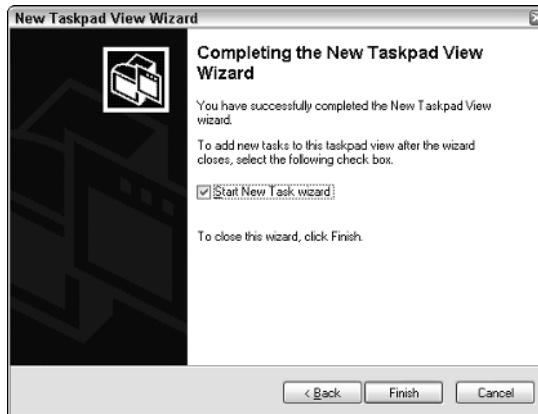 New Taskpad View Wizard
Completing the New Taskpad View
Wizard
You have successfully completed the New Taskpad View
wizard.
To add new tasks to this taskpad view after the wizard
closes, select the following check box.
Start New Task wizard
To close this wizard, click Finish.
< Back
Finish
Cancel